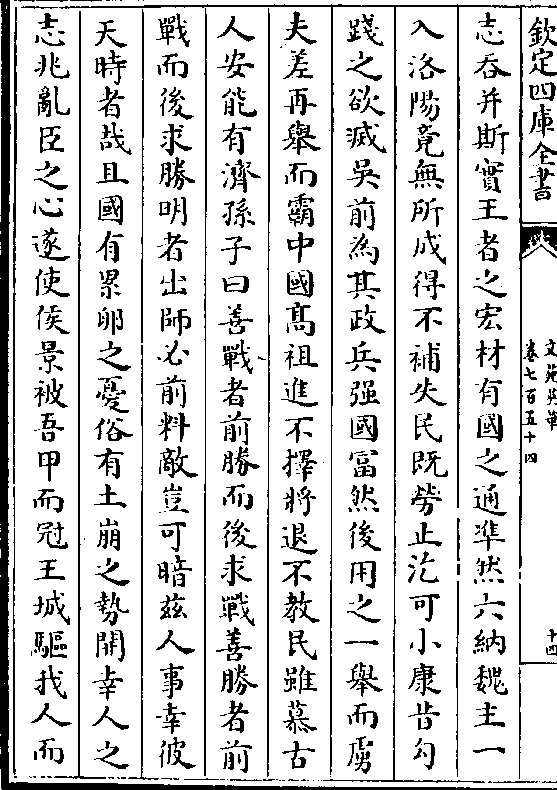 欽定四庫全書
文苑英華
卷七百五十四
十四
志吞并斯實王者之宏材有國之通準然六納魏主一
入洛陽竟無所成得不補失民既勞止汔可小康昔勾
踐之欲滅吳前為其政兵强國富然後用之一舉而虜
夫差再舉而霸中國髙祖進不擇將退不教民雖慕古
人安能有濟孫子曰善戰者前勝而後求戰善勝者前
戰而後求勝明者出師必前料敵豈可暗茲人事幸彼
天時者哉且國有累卵之憂俗有土崩之勢開幸人之
志兆亂臣之心遂使侯景被吾甲而冠王城驅我人而